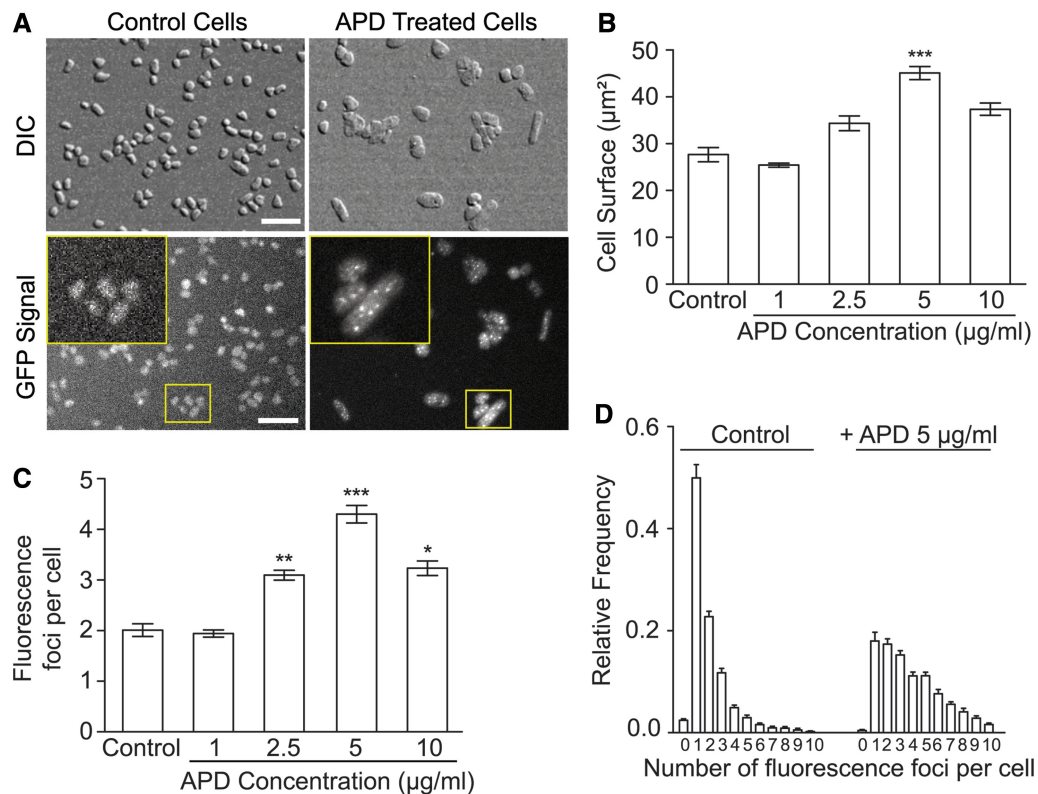 A
Control Cells
APD Treated Cells
DIC
GFP Signal
B
Cell Surface (µm²)
50
40
30
20
10
0
***
Control
1
2.5
5
10
APD Concentration (µg/ml)
C
Fluorescence
foci per cell
5
4
3
2
1
0
**
***
*
Control
1
2.5
5
10
APD Concentration (µg/ml)
D
Relative Frequency
0.6
0.4
0.2
0.0
Control
+ APD 5 µg/ml
0 1 2 3 4 5 6 7 8 9 10
0 1 2 3 4 5 6 7 8 9 10
Number of fluorescence foci per cell